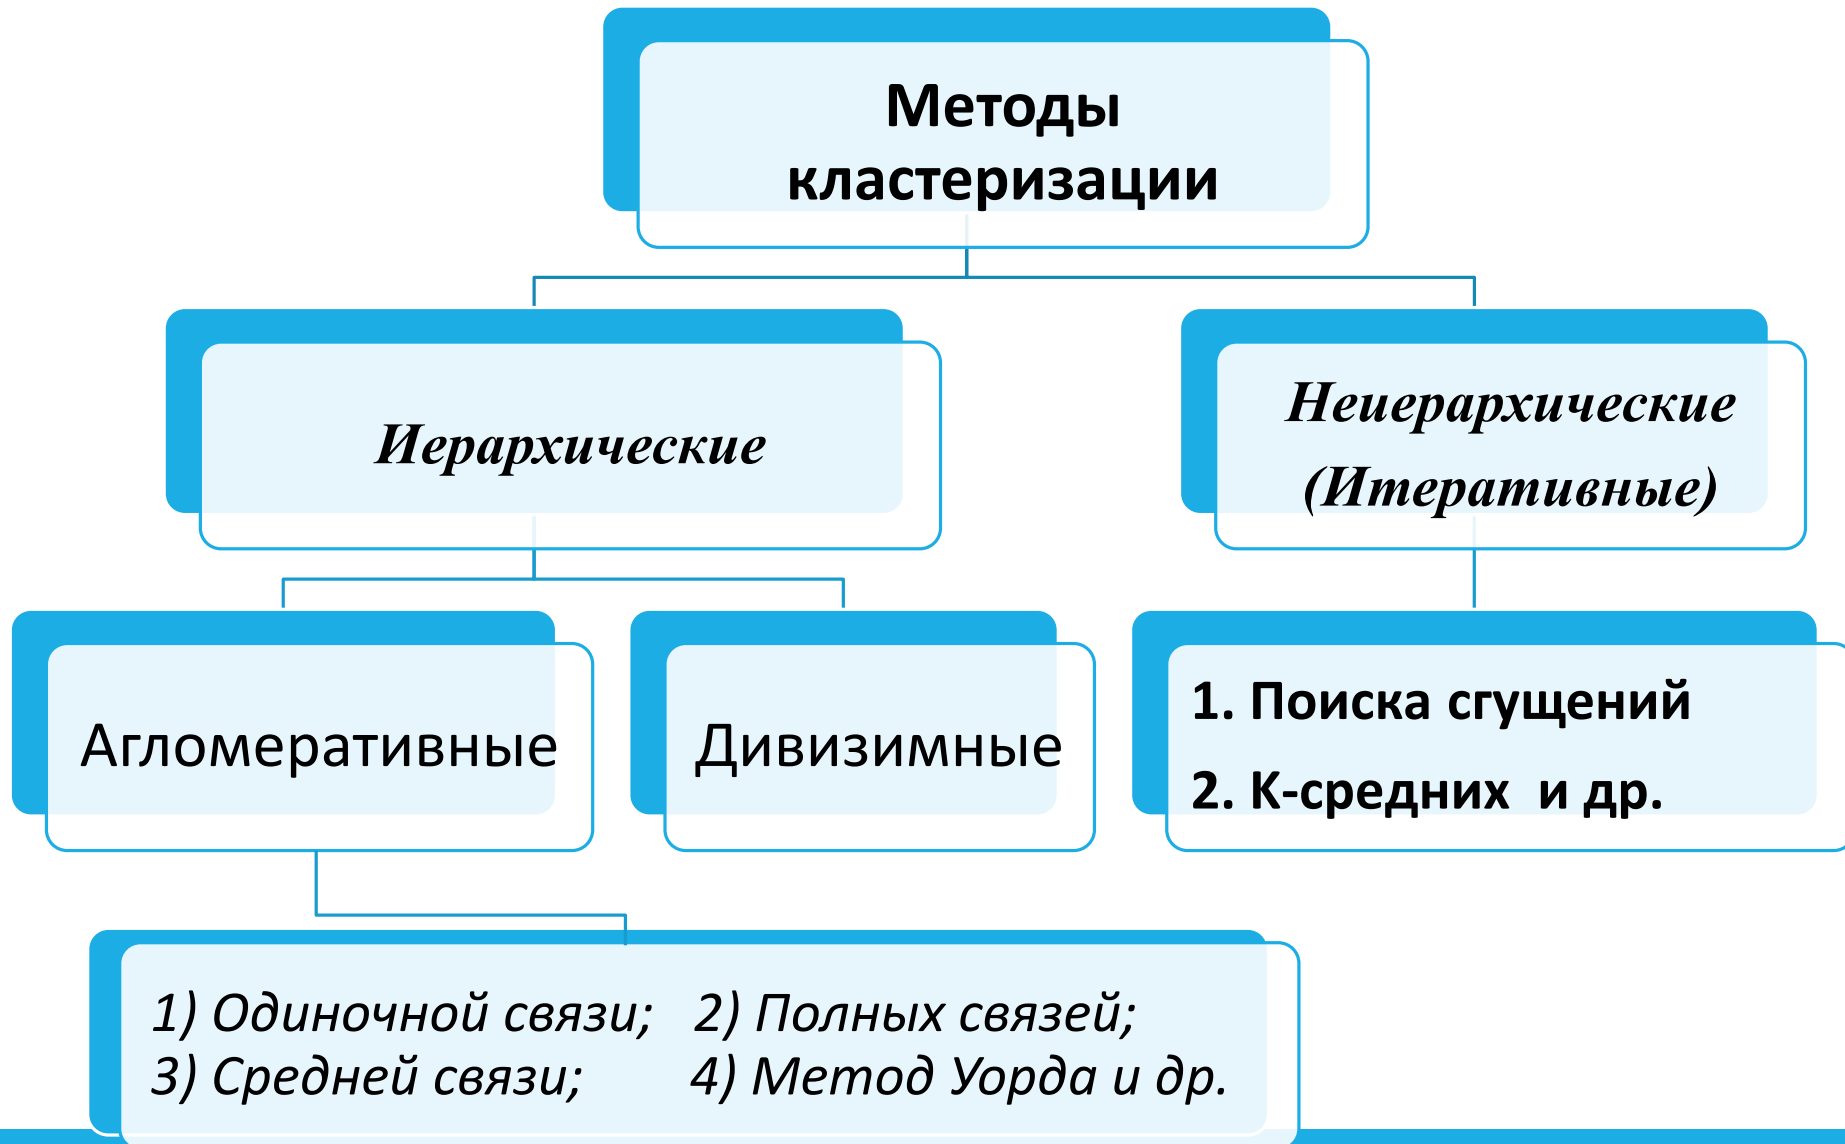 Методы
кластеризации
Иерархические
Неиерархические
(Итеративные)
Агломеративные
Дивизимные
1. Поиска сгущений
2. К-средних и др.
1) Одиночной связи; 2) Полных связей;
3) Средней связи; 4) Метод Уорда и др.